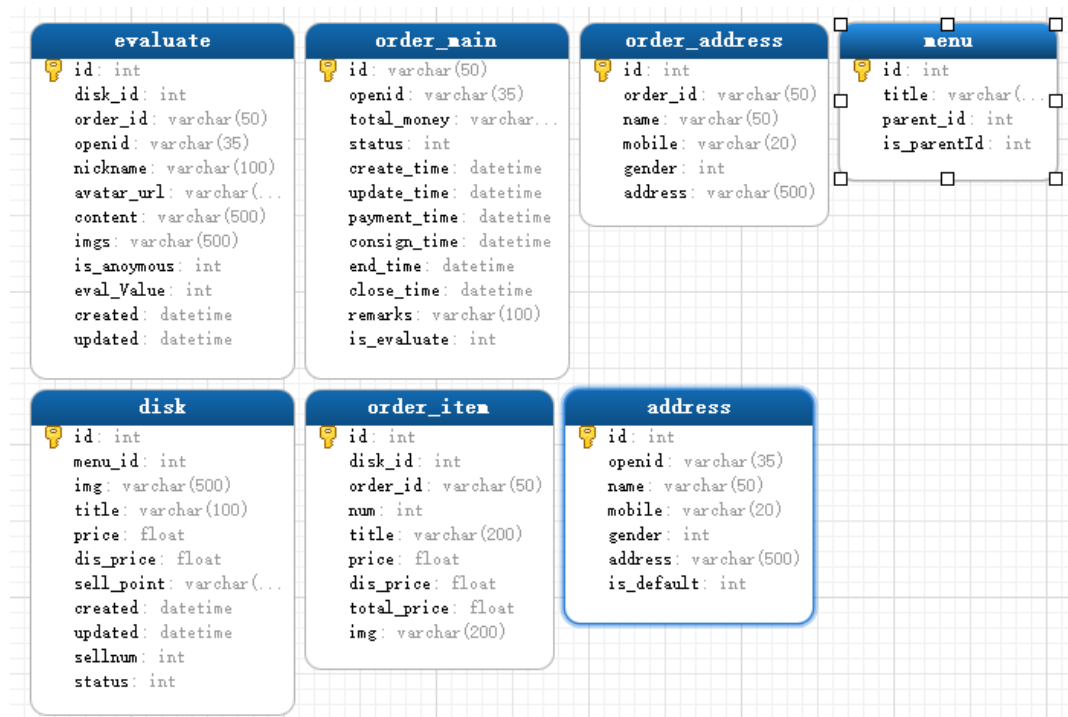 evaluate
id: int
disk_id: int
order_id: varchar(50)
openid: varchar(35)
nickname: varchar(100)
avatar_url: varchar(...
content: varchar(500)
imgs: varchar(500)
is_anoymous: int
eval_Value: int
created: datetime
updated: datetime
order_main
id: varchar(50)
openid: varchar(35)
total_money: varchar...
status: int
create_time: datetime
update_time: datetime
payment_time: datetime
consign_time: datetime
end_time: datetime
close_time: datetime
remarks: varchar(100)
is_evaluate: int
order_address
id: int
order_id: varchar(50)
name: varchar(50)
mobile: varchar(20)
gender: int
address: varchar(500)
menu
id: int
title: varchar(...
parent_id: int
is_parentId: int
disk
id: int
menu_id: int
img: varchar(500)
title: varchar(100)
price: float
dis_price: float
sell_point: varchar(...
created: datetime
updated: datetime
sellnum: int
status: int
order_item
id: int
disk_id: int
order_id: varchar(50)
num: int
title: varchar(200)
price: float
dis_price: float
total_price: float
img: varchar(200)
address
id: int
openid: varchar(35)
name: varchar(50)
mobile: varchar(20)
gender: int
address: varchar(500)
is_default: int